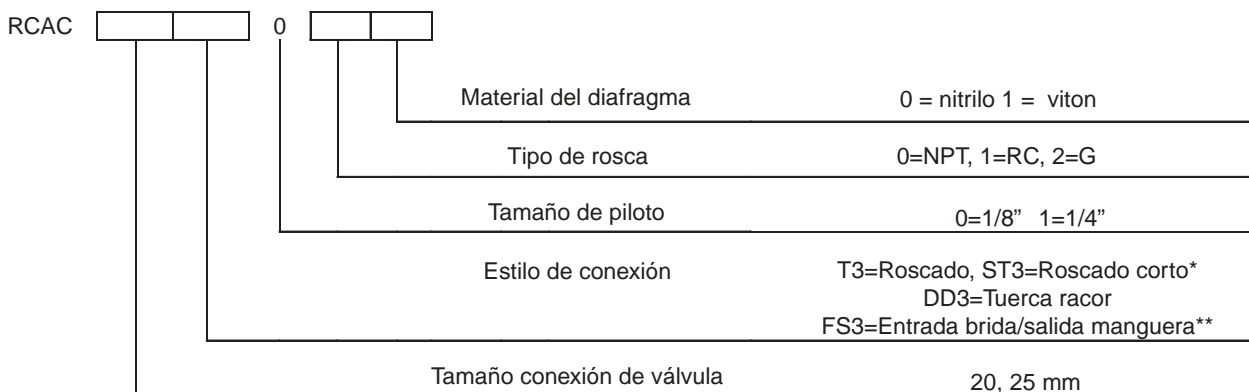 RCAC 0
Material del diafragma 0 = nitrilo 1 = viton
Tipo de rosca 0=NPT, 1=RC, 2=G
Tamaño de piloto 0=1/8” 1=1/4”
Estilo de conexión T3=Roscado, ST3=Roscado corto*
DD3=Tuerca racor
FS3=Entrada brida/salida manguera**
Tamaño conexión de válvula 20, 25 mm